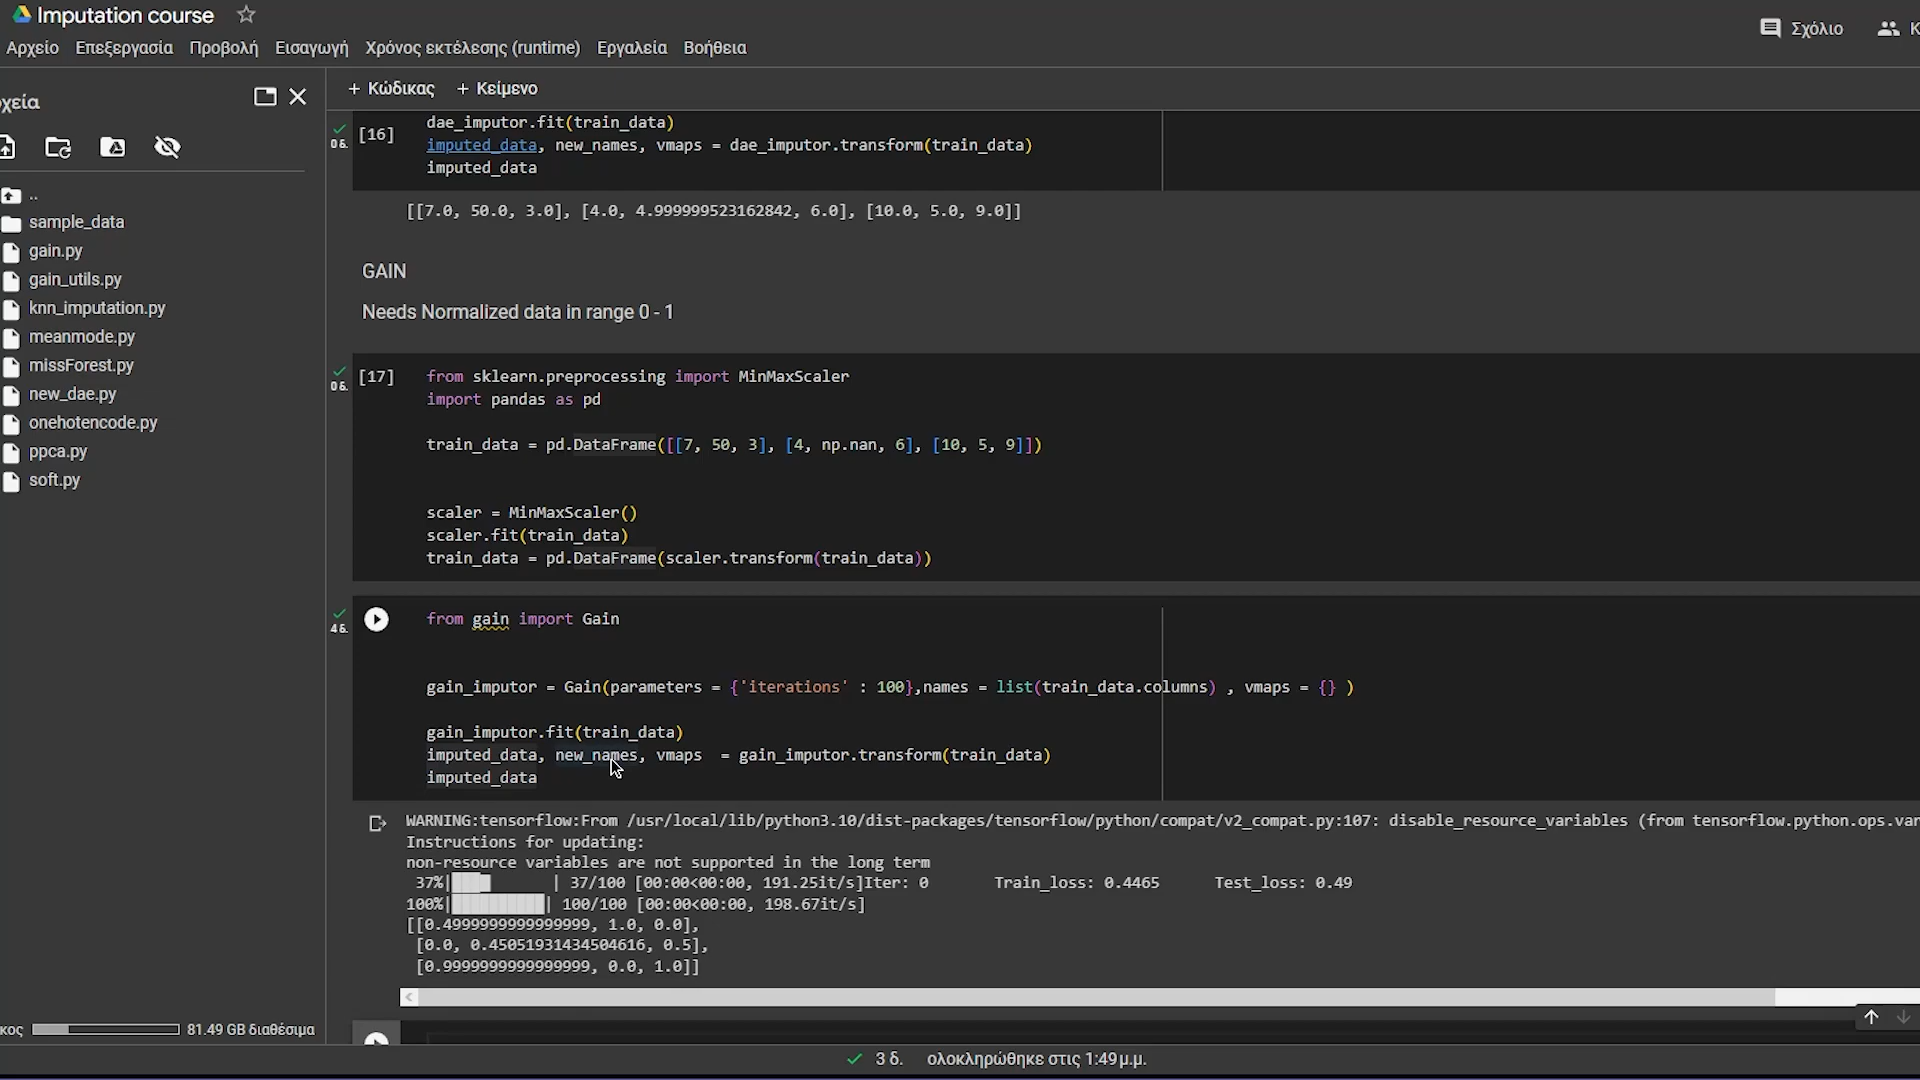 Imputation course
Αρχείο Επεξεργασία Προβολή Εισαγωγή Χρόνος εκτέλεσης (runtime) Εργαλεία Βοήθεια
Σχόλιο
χεία
+ Κώδικας + Κείμενο
..
sample_data
gain.py
gain_utils.py
knn_imputation.py
meanmode.py
missForest.py
new_dae.py
onehotencode.py
ppca.py
soft.py
κος 81.49 GB διαθέσιμα
0δ. [16] dae_imputor.fit(train_data)
imputed_data, new_names, vmaps = dae_imputor.transform(train_data)
imputed_data
[[7.0, 50.0, 3.0], [4.0, 4.999999523162842, 6.0], [10.0, 5.0, 9.0]]
GAIN
Needs Normalized data in range 0 - 1
0δ. [17] from sklearn.preprocessing import MinMaxScaler
import pandas as pd
train_data = pd.DataFrame([[7, 50, 3], [4, np.nan, 6], [10, 5, 9]])
scaler = MinMaxScaler()
scaler.fit(train_data)
train_data = pd.DataFrame(scaler.transform(train_data))
4δ. from gain import Gain
gain_imputor = Gain(parameters = {'iterations' : 100},names = list(train_data.columns) , vmaps = {} )
gain_imputor.fit(train_data)
imputed_data, new_names, vmaps = gain_imputor.transform(train_data)
imputed_data
WARNING:tensorflow:From /usr/local/lib/python3.10/dist-packages/tensorflow/python/compat/v2_compat.py:107: disable_resource_variables (from tensorflow.python.ops.var
Instructions for updating:
non-resource variables are not supported in the long term
37%| | 37/100 [00:00<00:00, 191.25it/s]Iter: 0 Train_loss: 0.4465 Test_loss: 0.49
100%| | 100/100 [00:00<00:00, 198.67it/s]
[[0.4999999999999999, 1.0, 0.0],
[0.0, 0.45051931434504616, 0.5],
[0.9999999999999999, 0.0, 1.0]]
3 δ. ολοκληρώθηκε στις 1:49 μ.μ.